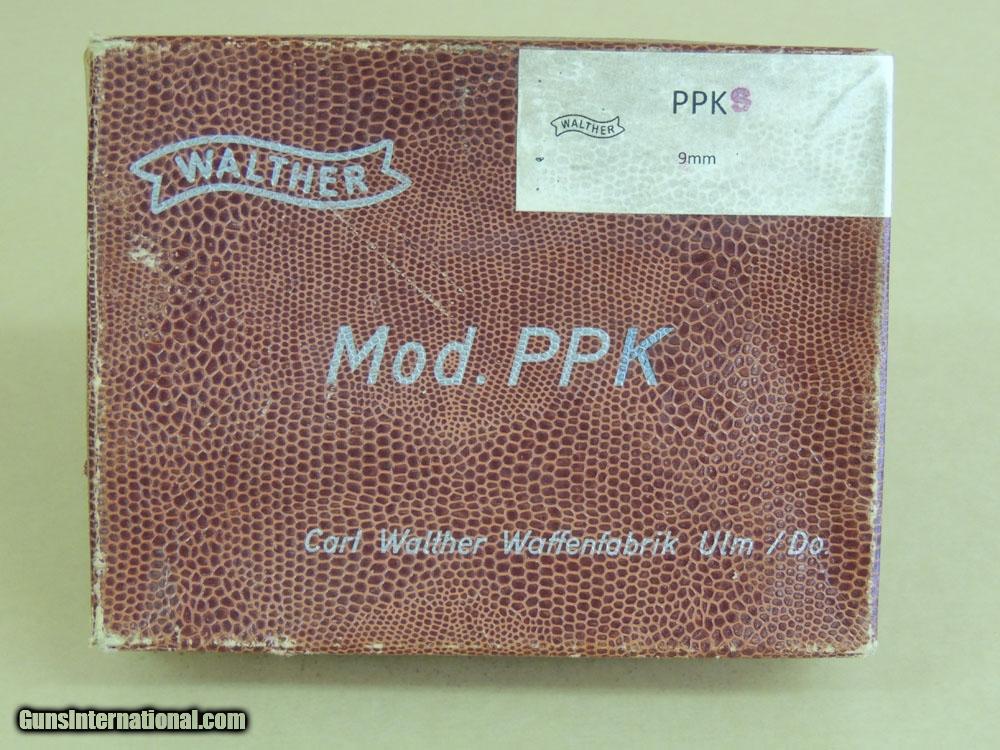 PPKS
WALTHER
9mm
WALTHER
Mod. PPK
Carl Walther Waffenfabrik Ulm /Do.
GunsInternational.com